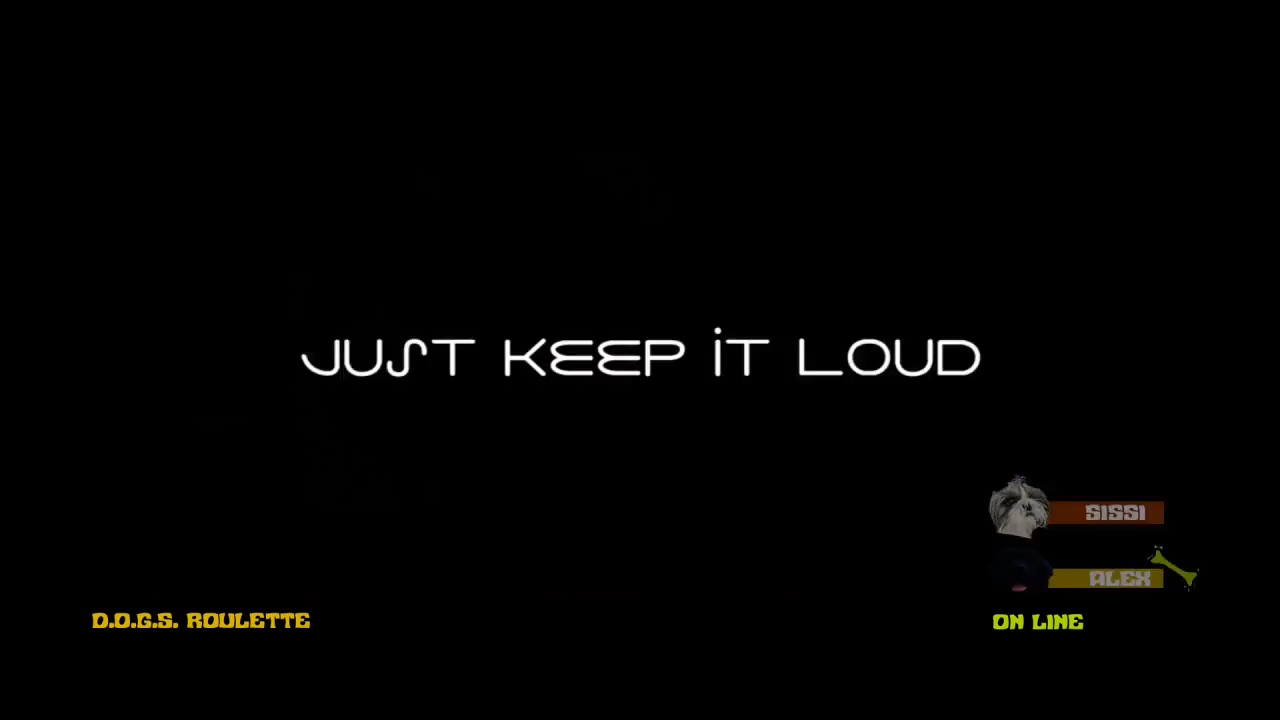 JUST KEEP iT LOUD
SISSI
ALEX
D.O.G.S. ROULETTE
ON LINE